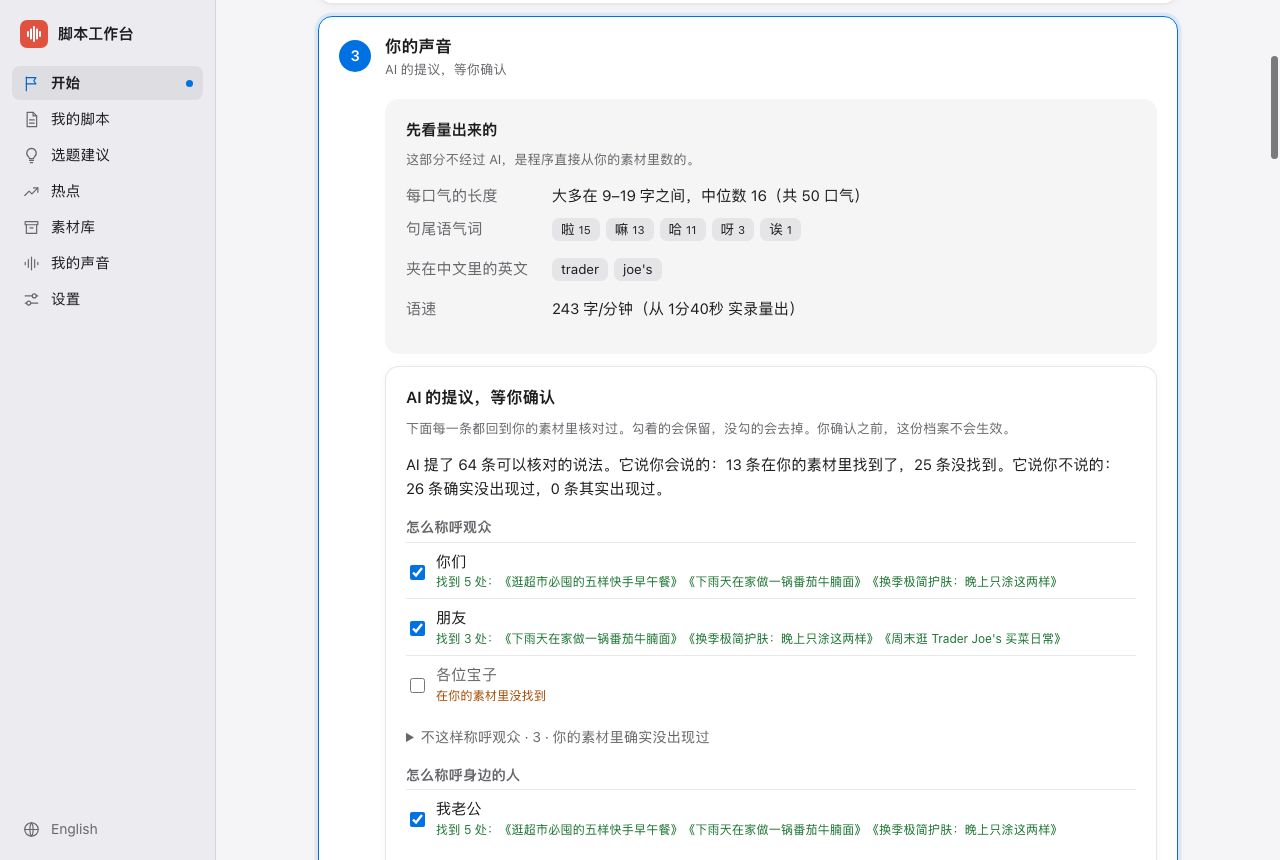 脚本工作台
开始
我的脚本
选题建议
热点
素材库
我的声音
设置
English
3
你的声音
AI 的提议，等你确认
先看量出来的
这部分不经过 AI，是程序直接从你的素材里数的。
每口气的长度 大多在 9–19 字之间，中位数 16（共 50 口气）
句尾语气词 啦 15 嘛 13 哈 11 呀 3 诶 1
夹在中文里的英文 trader joe's
语速 243 字/分钟（从 1分40秒 实录量出）
AI 的提议，等你确认
下面每一条都回到你的素材里核对过。勾着的会保留，没勾的会去掉。你确认之前，这份档案不会生效。
AI 提了 64 条可以核对的说法。它说你会说的：13 条在你的素材里找到了，25 条没找到。它说你不说的：
26 条确实没出现过，0 条其实出现过。
怎么称呼观众
你们
找到 5 处：《逛超市必囤的五样快手早午餐》《下雨天在家做一锅番茄牛腩面》《换季极简护肤：晚上只涂这两样》
朋友
找到 3 处：《下雨天在家做一锅番茄牛腩面》《换季极简护肤：晚上只涂这两样》《周末逛 Trader Joe's 买菜日常》
各位宝子
在你的素材里没找到
不这样称呼观众 · 3 · 你的素材里确实没出现过
怎么称呼身边的人
我老公
找到 5 处：《逛超市必囤的五样快手早午餐》《下雨天在家做一锅番茄牛腩面》《换季极简护肤：晚上只涂这两样》